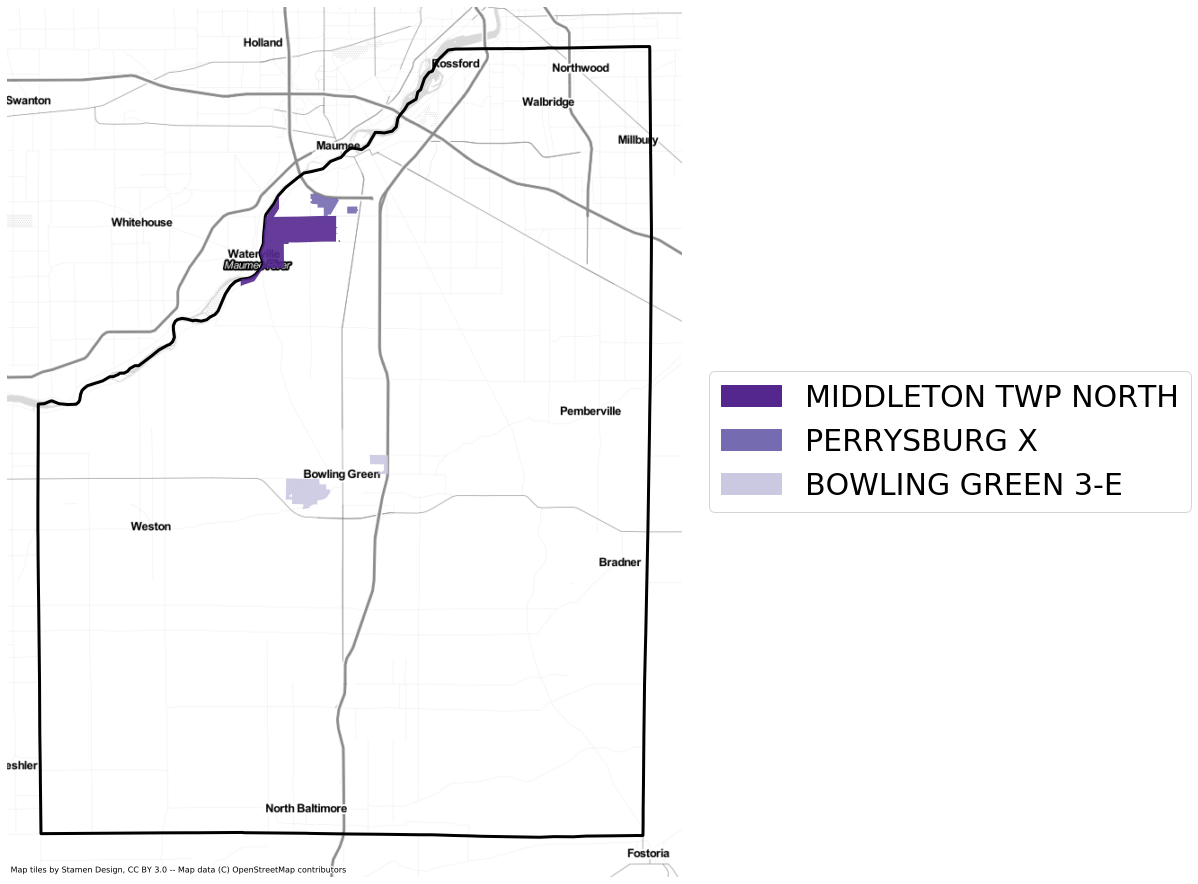 Holland
Rossford
Northwood
Swanton
Walbridge
Maumee
Millbury
Whitehouse
Waterville
Maumee River
Pemberville
Bowling Green
Weston
Bradner
eshler
North Baltimore
Fostoria
Map tiles by Stamen Design, CC BY 3.0 -- Map data (C) OpenStreetMap contributors
MIDDLETON TWP NORTH
PERRYSBURG X
BOWLING GREEN 3-E